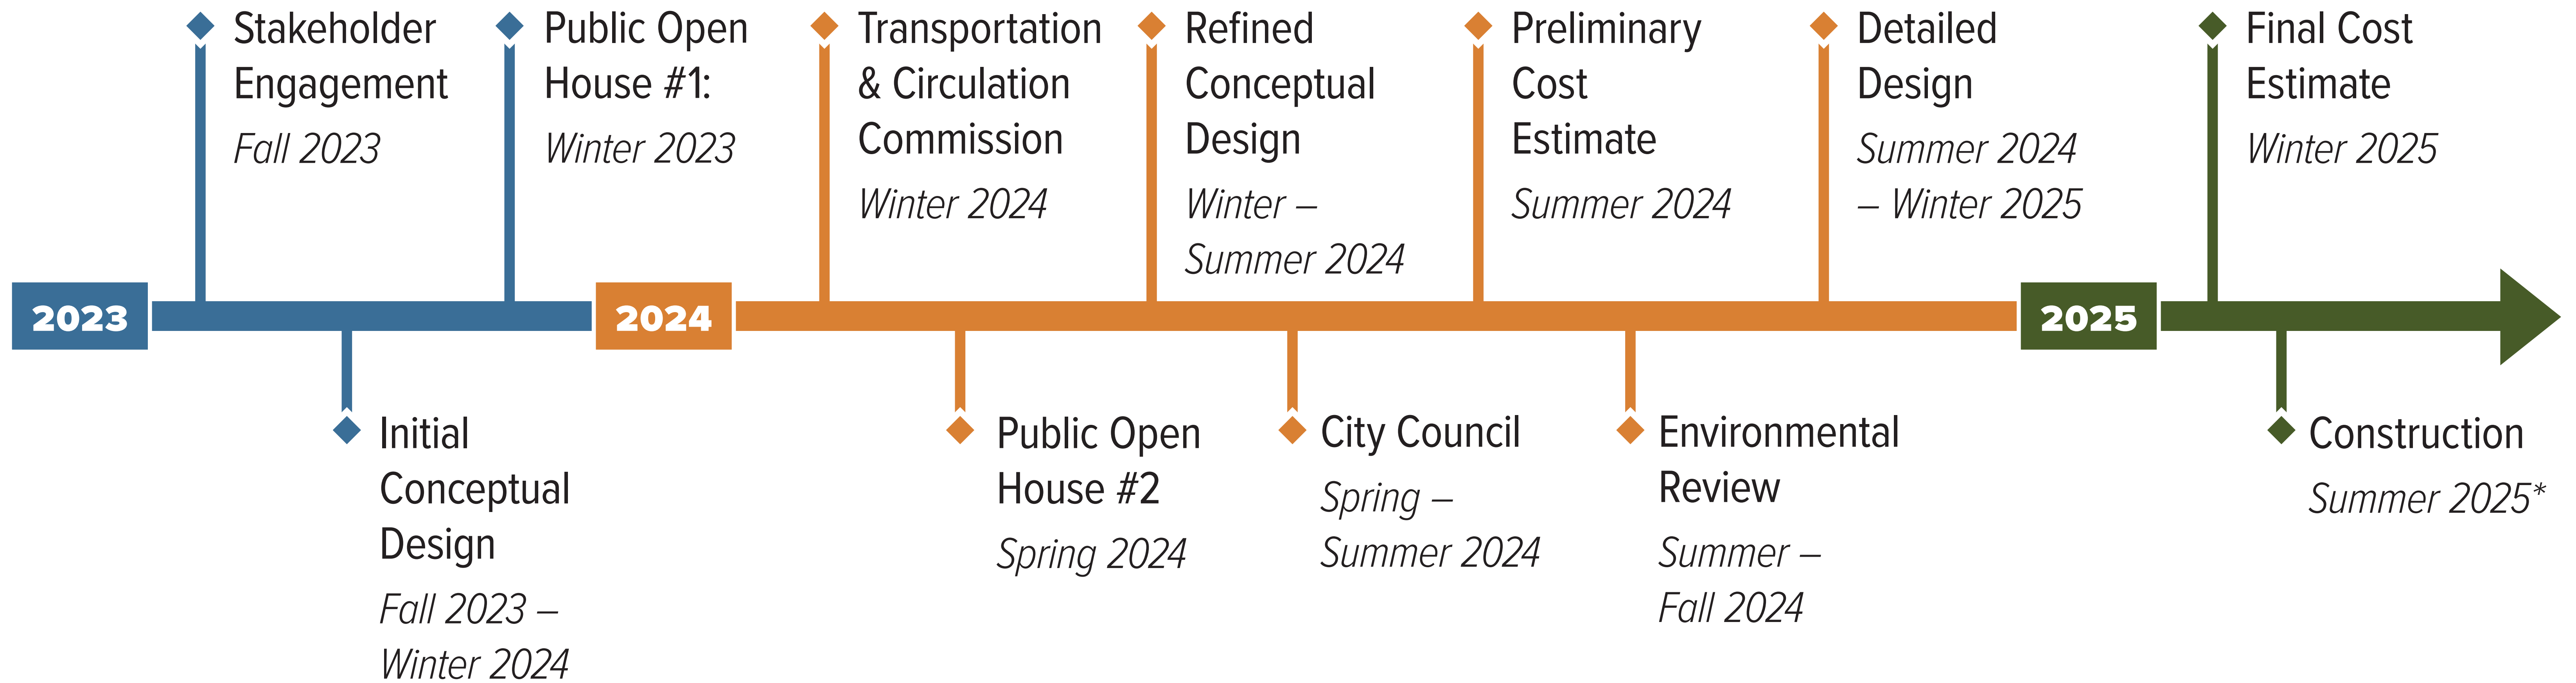 Stakeholder
Engagement
Fall 2023
Public Open
House #1:
Winter 2023
Transportation
& Circulation
Commission
Winter 2024
Refined
Conceptual
Design
Winter –
Summer 2024
Preliminary
Cost
Estimate
Summer 2024
Detailed
Design
Summer 2024
– Winter 2025
Final Cost
Estimate
Winter 2025
2023
2024
2025
Initial
Conceptual
Design
Fall 2023 –
Winter 2024
Public Open
House #2
Spring 2024
City Council
Spring –
Summer 2024
Environmental
Review
Summer –
Fall 2024
Construction
Summer 2025*